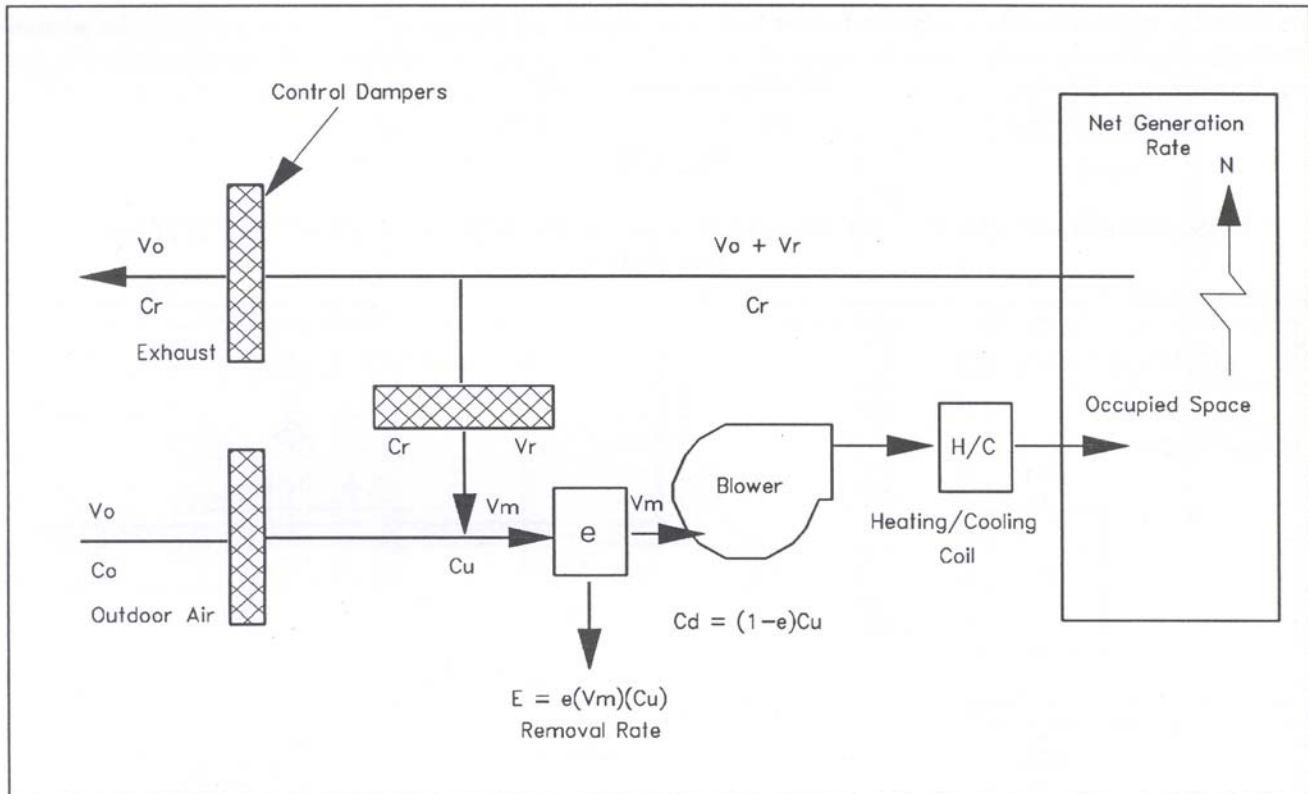 Control Dampers
Net Generation
Rate
N
Vo
Vo + Vr
Cr
Cr
Exhaust
Occupied Space
Cr
Vr
H/C
Blower
Vm
Vm
e
Vo
Cu
Heating/Cooling
Coil
Co
Outdoor Air
Cd = (1-e)Cu
E = e(Vm)(Cu)
Removal Rate